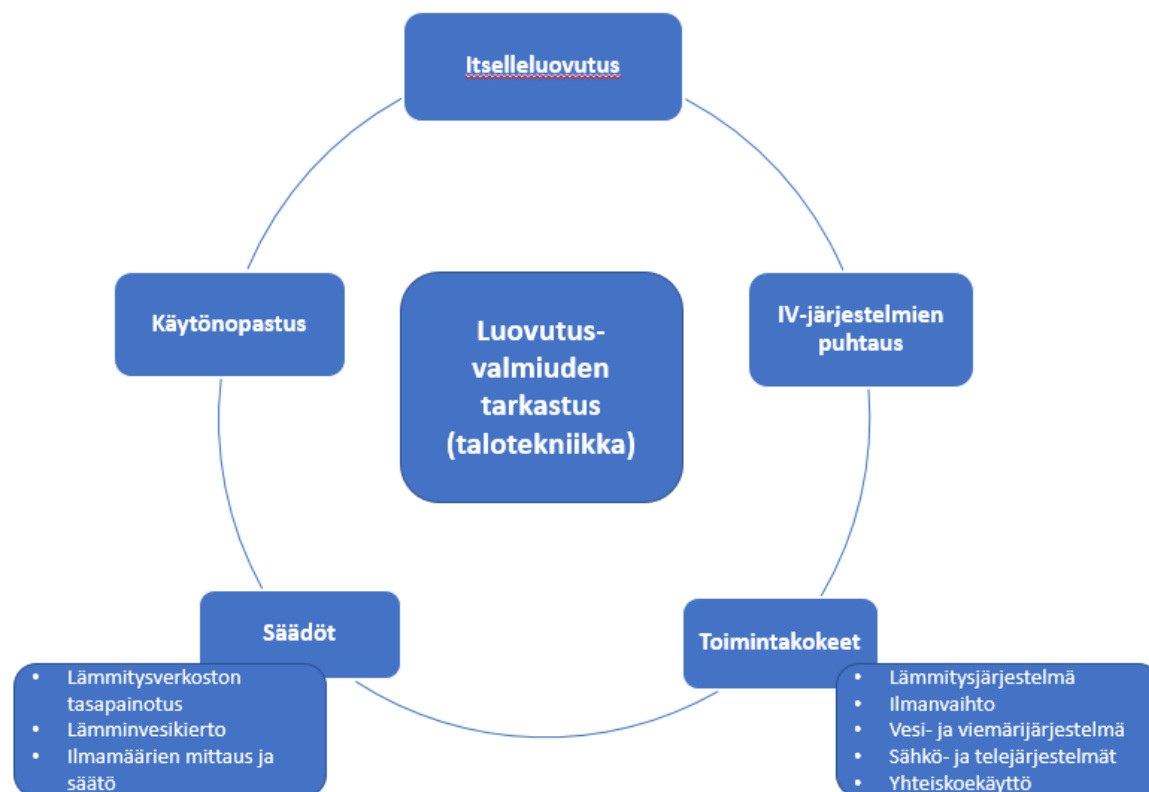 Itselleluovutus
Käytönopastus
IV-järjestelmien
puhtaus
Luovutus-
valmiuden
tarkastus
(talotekniikka)
Säädöt
• Lämmitysverkoston
tasapainotus
• Lämminvesikierto
• Ilmamäärien mittaus ja
säätö
Toimintakokeet
• Lämmitysjärjestelmä
• Ilmanvaihto
• Vesi- ja viemärijärjestelmä
• Sähkö- ja telejärjestelmät
• Yhteiskoekäyttö